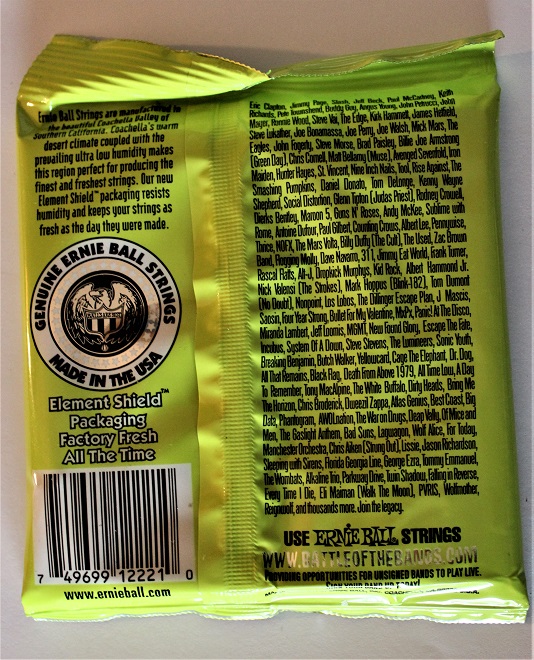 Ernie Ball Strings are manufactured in
the beautiful Coachella Balley of
Southern California. Coachella's warm
desert climate coupled with the
prevailing ultra low humidity makes
this region perfect for producing the
finest and freshest strings. Our new
Element Shield™ packaging resists
humidity and keeps your strings as
fresh as the day they were made.
GENUINE ERNIE BALL STRINGS
MADE IN THE USA
Element Shield™
Packaging
Factory Fresh
All The Time
7 49699 12221 0
www.ernieball.com
Eric Clapton, Jimmy Page, Slash, Jeff Beck, Paul McCartney, Keith
Richards, Pete Townshend, Buddy Guy, Angus Young, John Petrucci, John
Mayer, Ronnie Wood, Steve Vai, The Edge, Kirk Hammett, James Hetfield,
Steve Lukather, Joe Bonamassa, Joe Perry, Joe Walsh, Mick Mars, The
Eagles, John Fogerty, Steve Morse, Brad Paisley, Billie Joe Armstrong
(Green Day), Chris Cornell, Matt Bellamy (Muse), Avenged Sevenfold, Iron
Maiden, Hunter Hayes, St. Vincent, Nine Inch Nails, Tool, Rise Against, The
Smashing Pumpkins, Daniel Donato, Tom Delonge, Kenny Wayne
Shepherd, Social Distortion, Glenn Tipton (Judas Priest), Rodney Crowell,
Dierks Bentley, Maroon 5, Guns N' Roses, Andy McKee, Sublime with
Rome, Antoine Dufour, Paul Gilbert, Counting Crows, Albert Lee, Pennywise,
Thrice, NOFX, The Mars Volta, Billy Duffy (The Cult), The Used, Zac Brown
Band, Flogging Molly, Dave Navarro, 311, Jimmy Eat World, Frank Turner,
Rascal Flatts, Alt-J, Dropkick Murphys, Kid Rock, Albert Hammond Jr.
Nick Valensi (The Strokes), Mark Hoppus (Blink-182), Tom Dumont
(No Doubt), Nonpoint, Los Lobos, The Dillinger Escape Plan, J Mascis,
Saosin, Four Year Strong, Bullet For My Valentine, MxPx, Panic! At The Disco,
Miranda Lambert, Jeff Loomis, MGMT, New Found Glory, Escape The Fate,
Incubus, System Of A Down, Steve Stevens, The Lumineers, Sonic Youth,
Breaking Benjamin, Butch Walker, Yellowcard, Cage The Elephant, Dr. Dog,
All That Remains, Black Flag, Death From Above 1979, All Time Low, A Day
To Remember, Tony MacAlpine, The White Buffalo, Dirty Heads, Bring Me
The Horizon, Chris Broderick, Dweezil Zappa, Atlas Genius, Best Coast, Big
Data, Phantogram, AWOLnation, The War on Drugs, Dean Vally, Of Mice and
Men, The Gaslight Anthem, Bad Suns, Lagwagon, Wolf Alice, For Today,
Manchester Orchestra, Chris Aiken (Strung Out), Lissie, Jason Richardson,
Sleeping with Sirens, Florida Georgia Line, George Ezra, Tommy Emmanuel,
The Wombats, Alkaline Trio, Parkway Drive, Twin Shadow, Falling in Reverse,
Every Time I Die, Eli Maiman (Walk The Moon), PVRIS, Wolfmother,
Reignwolf, and thousands more. Join the legacy.
USE ERNIE BALL STRINGS
WWW.BATTLEOFTHEBANDS.COM
PROVIDING OPPORTUNITIES FOR UNSIGNED BANDS TO PLAY LIVE.
SIGN YOUR BAND UP TODAY!